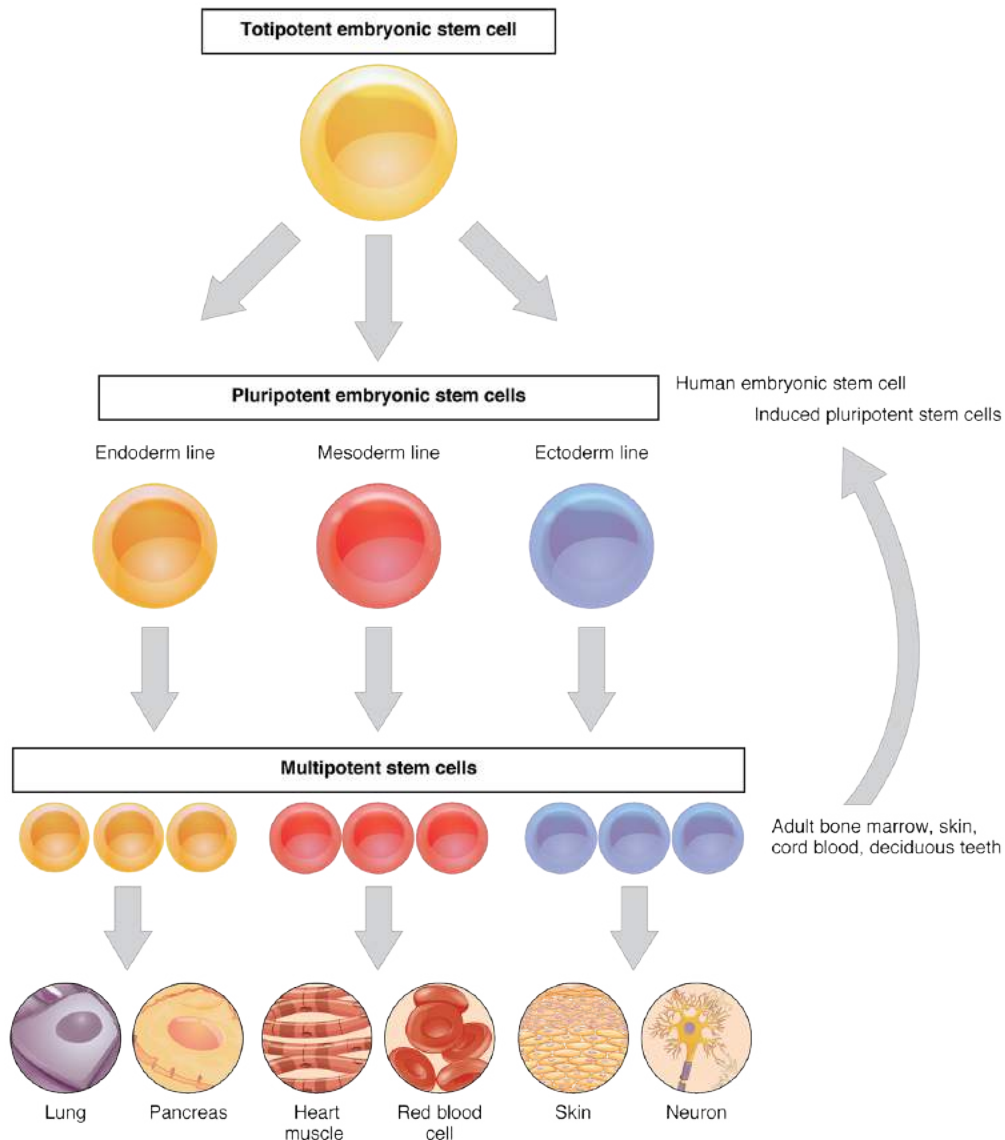 Totipotent embryonic stem cell
Pluripotent embryonic stem cells
Human embryonic stem cell
Induced pluripotent stem cells
Endoderm line
Mesoderm line
Ectoderm line
Multipotent stem cells
Adult bone marrow, skin,
cord blood, deciduous teeth
Lung
Pancreas
Heart
muscle
Red blood
cell
Skin
Neuron